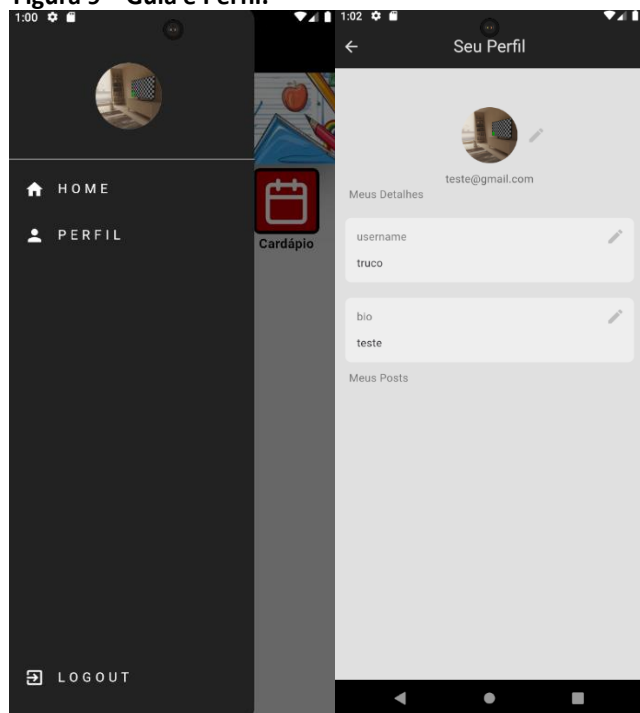 Figura 5 – Guia e Perfil.
1:00
HOME
PERFIL
Cardápio
LOGOUT
1:02
Seu Perfil
teste@gmail.com
Meus Detalhes
username
truco
bio
teste
Meus Posts